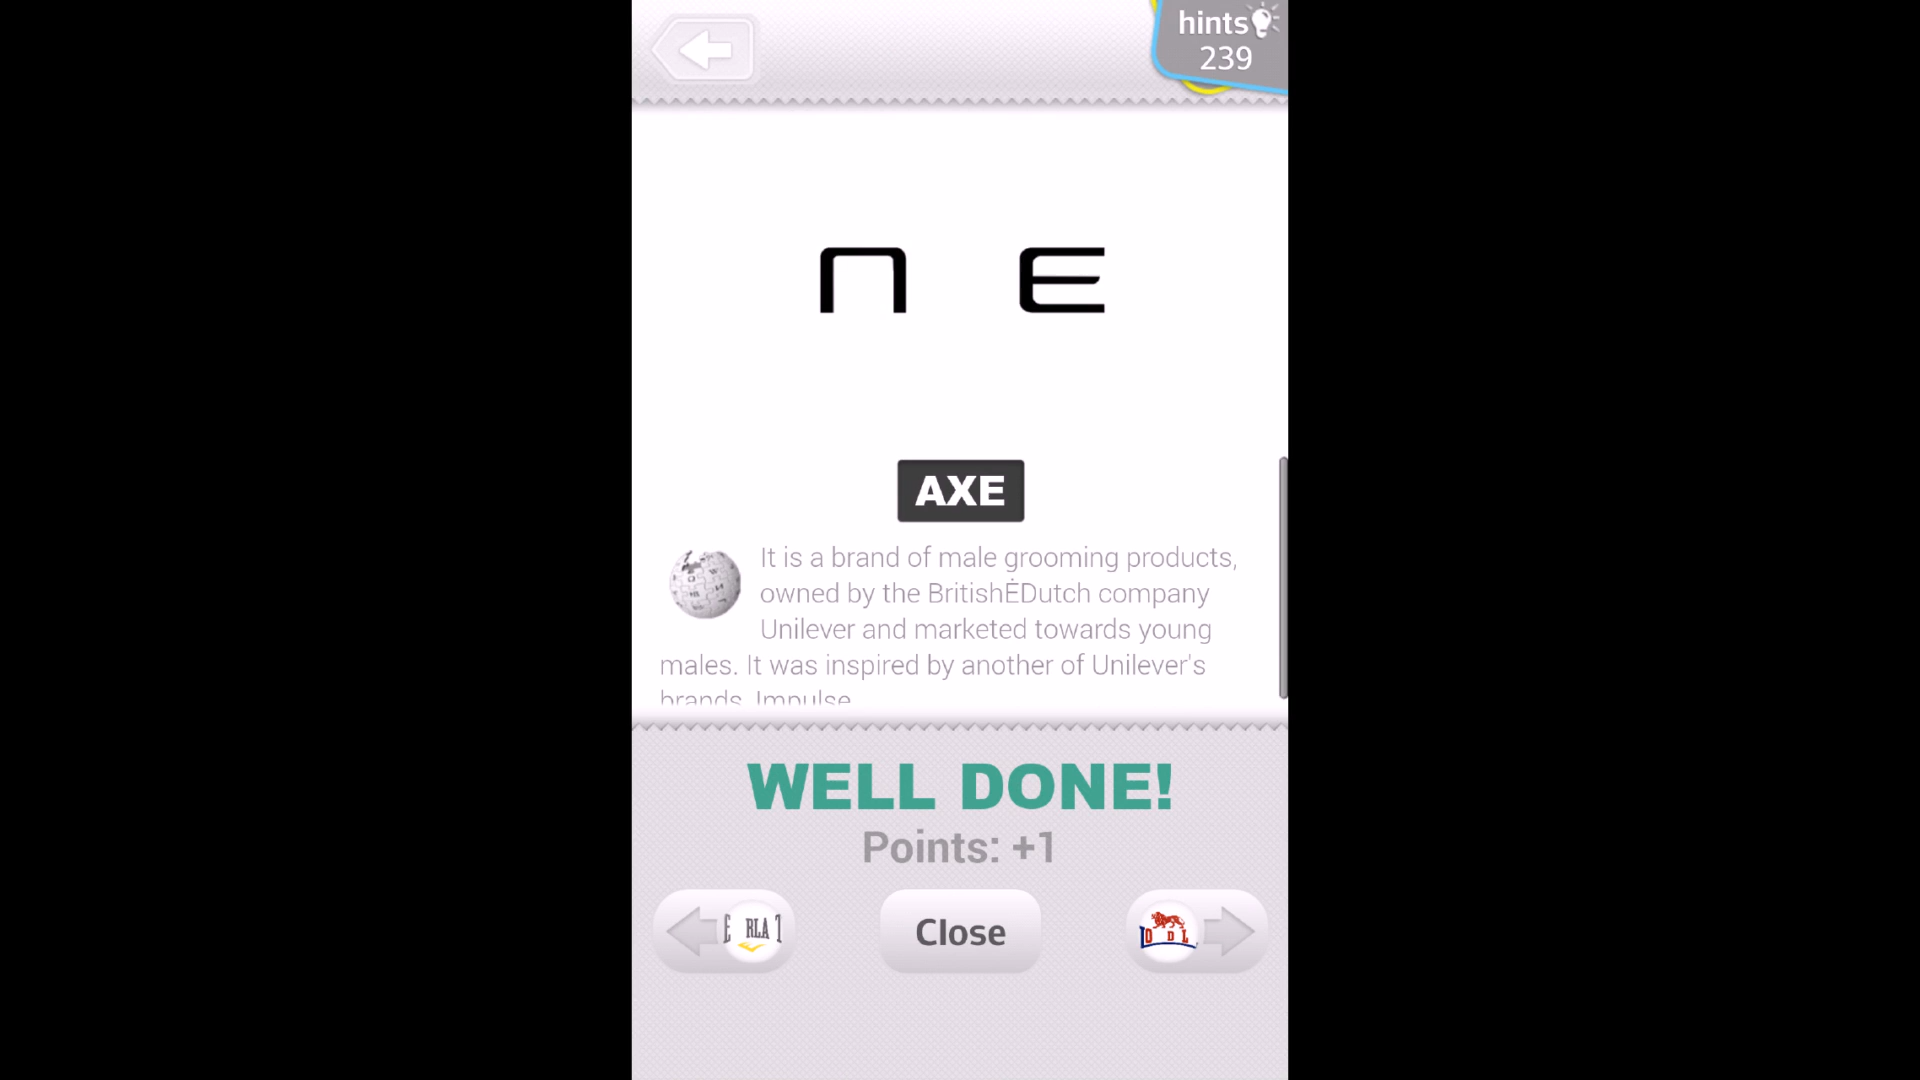 hints
239
n E
AXE
It is a brand of male grooming products,
owned by the BritishĖDutch company
Unilever and marketed towards young
males. It was inspired by another of Unilever's
brands, Impulse
WELL DONE!
Points: +1
E RLA T
Close
O D L